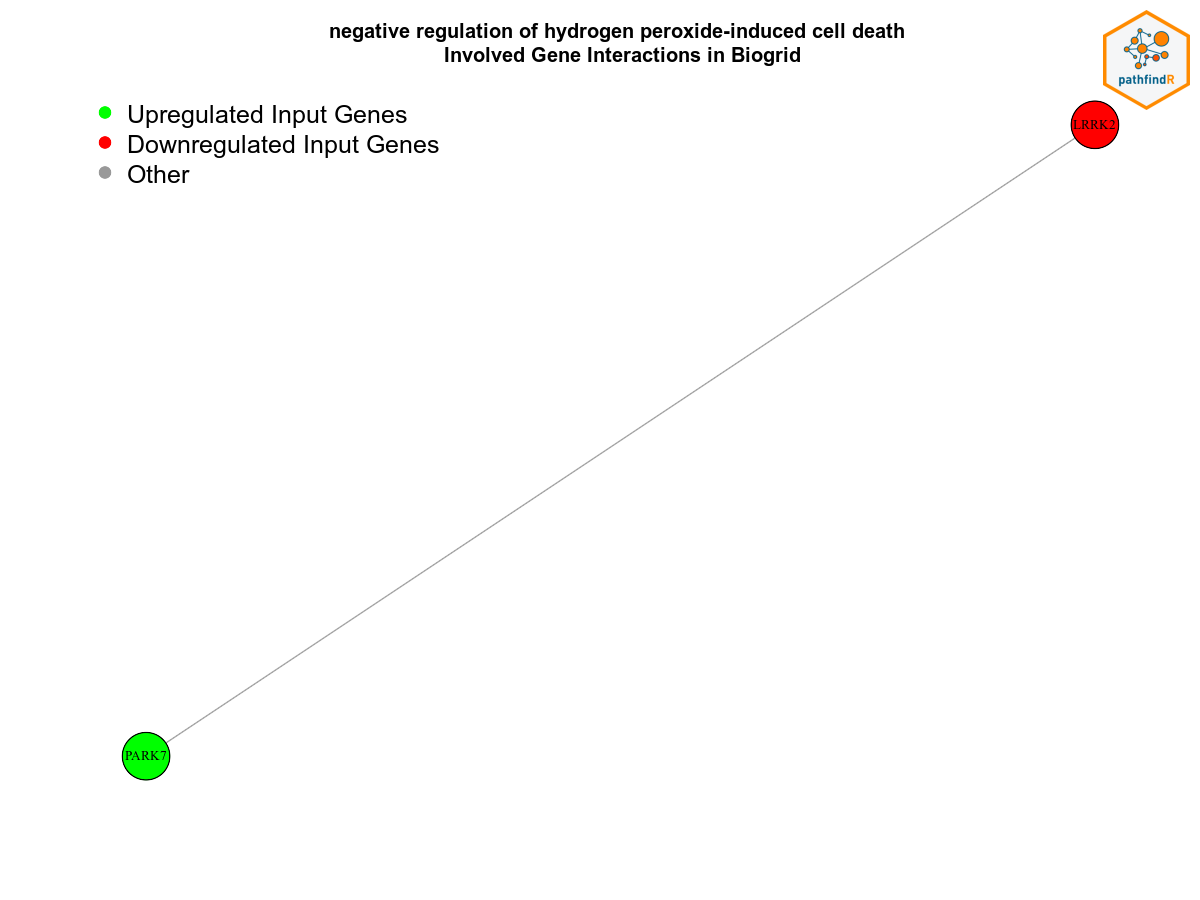 negative regulation of hydrogen peroxide-induced cell death
Involved Gene Interactions in Biogrid
pathfindR
Upregulated Input Genes
Downregulated Input Genes
Other
LRRK2
PARK7